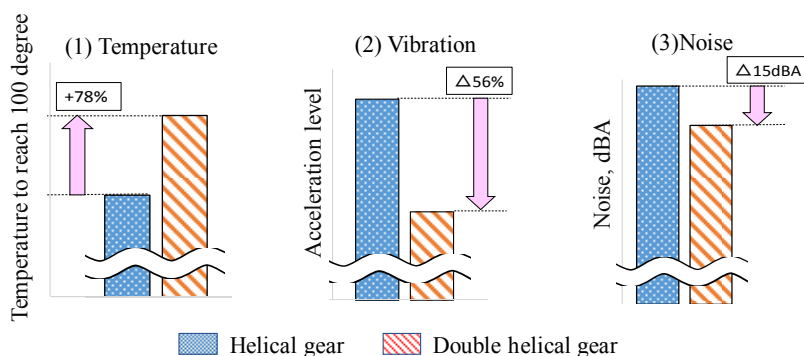 (1) Temperature
(2) Vibration
(3)Noise
Temperature to reach 100 degree
+78%
Acceleration level
△56%
Noise, dBA
△15dBA
Helical gear
Double helical gear